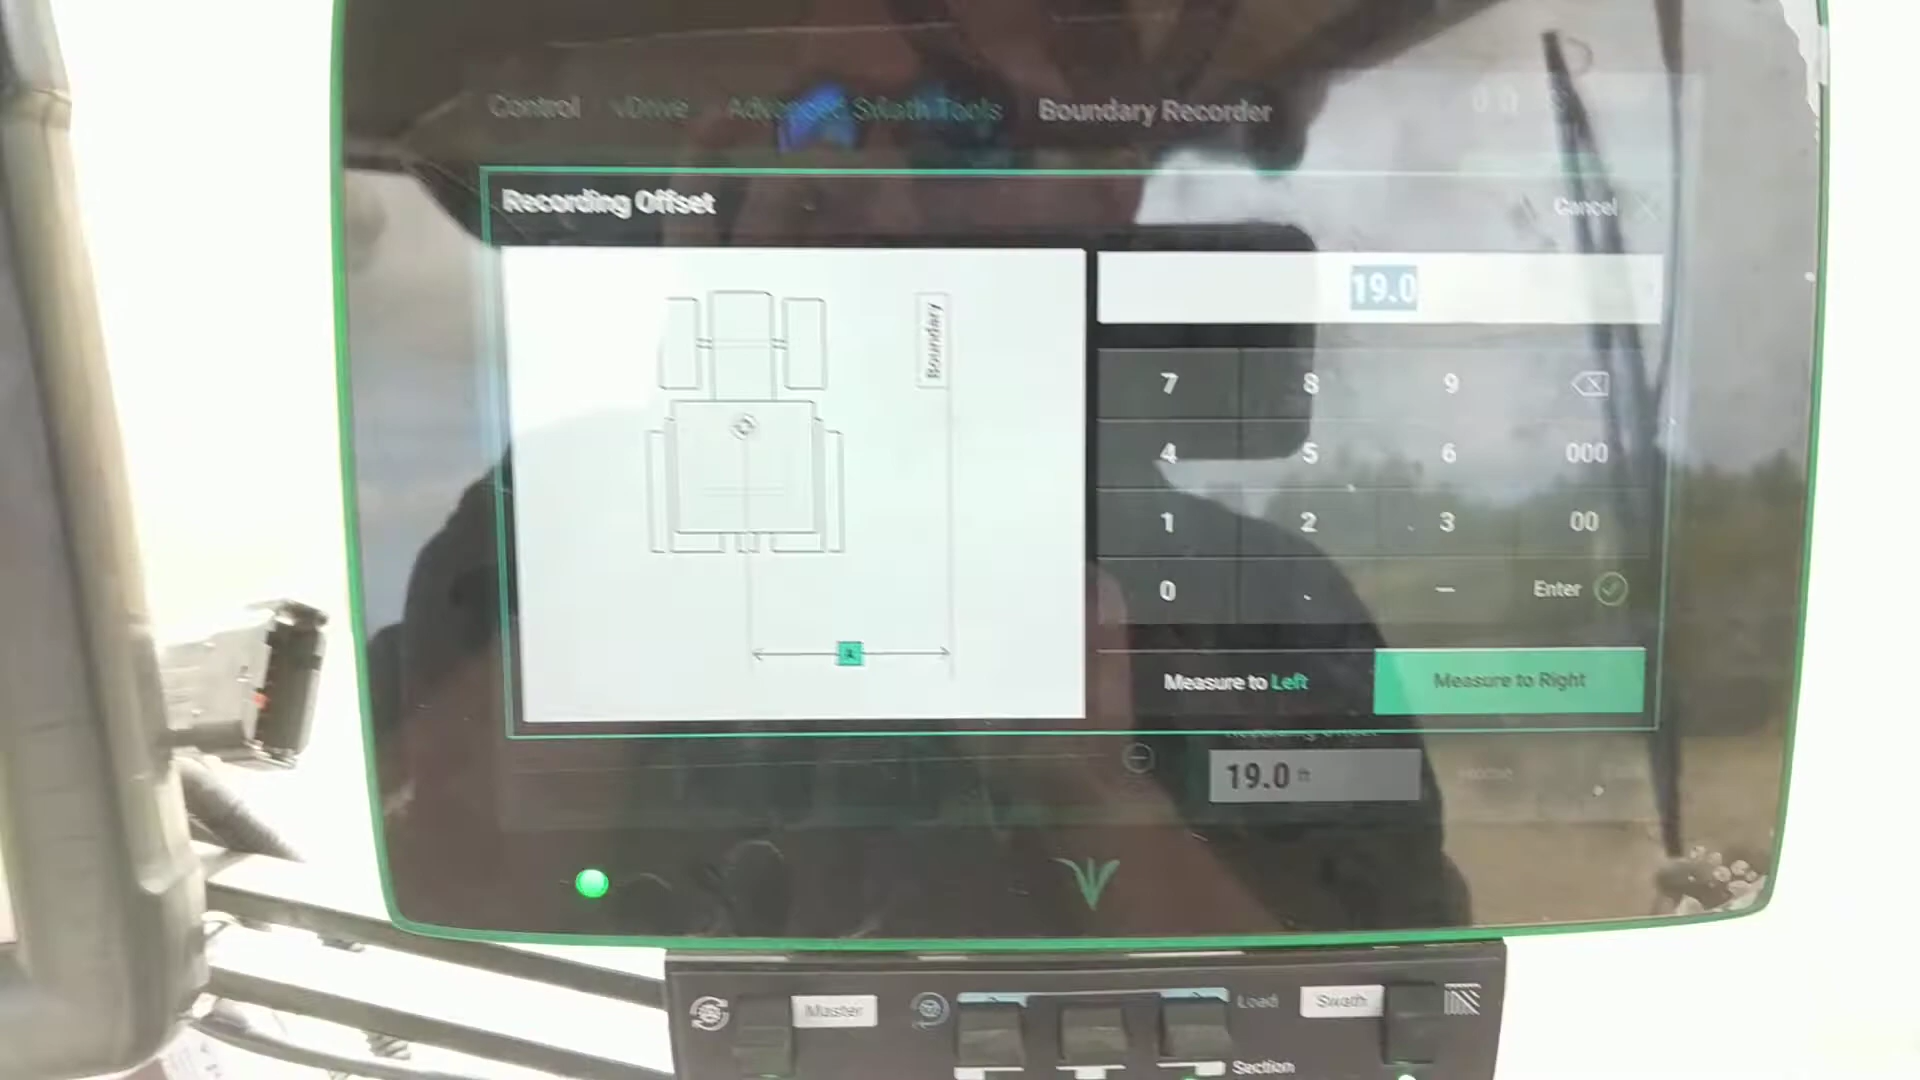 Control vDrive Advanced Swath Tools Boundary Recorder
Recording Offset
Cancel
Boundary
19.0
7 8 9
4 5 6 000
1 2 3 00
0 . – Enter
Measure to Left Measure to Right
19.0 ft
Master
Load
Swath
Section